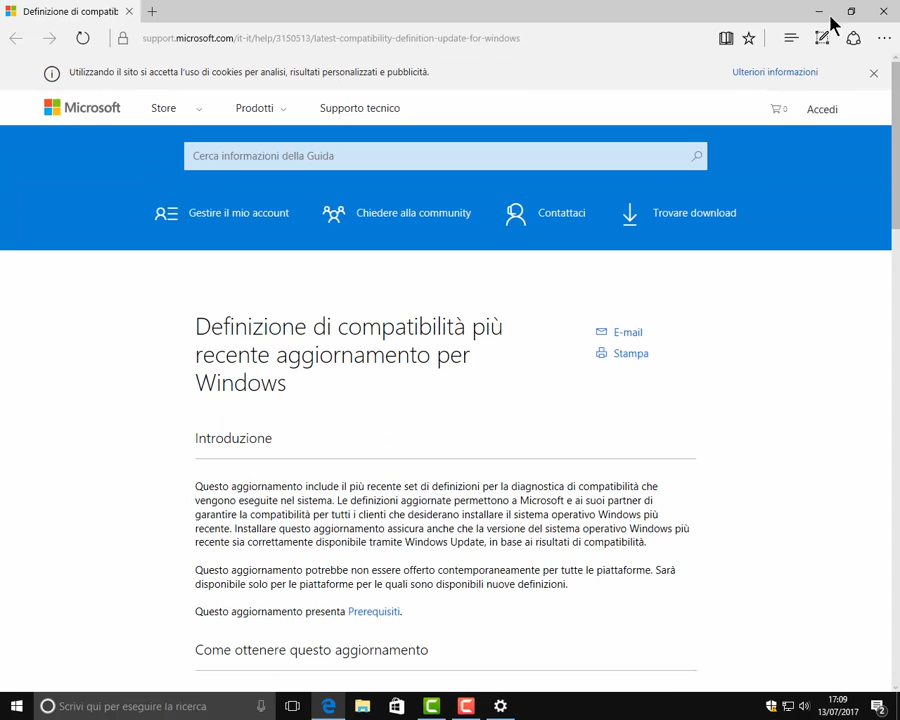 Definizione di compatib
support.microsoft.com/it-it/help/3150513/latest-compatibility-definition-update-for-windows
Utilizzando il sito si accetta l'uso di cookies per analisi, risultati personalizzati e pubblicità.
Ulteriori informazioni
Microsoft
Store
Prodotti
Supporto tecnico
0
Accedi
Cerca informazioni della Guida
Gestire il mio account
Chiedere alla community
Contattaci
Trovare download
Definizione di compatibilità più
recente aggiornamento per
Windows
E-mail
Stampa
Introduzione
Questo aggiornamento include il più recente set di definizioni per la diagnostica di compatibilità che
vengono eseguite nel sistema. Le definizioni aggiornate permettono a Microsoft e ai suoi partner di
garantire la compatibilità per tutti i clienti che desiderano installare il sistema operativo Windows più
recente. Installare questo aggiornamento assicura anche che la versione del sistema operativo Windows più
recente sia correttamente disponibile tramite Windows Update, in base ai risultati di compatibilità.
Questo aggiornamento potrebbe non essere offerto contemporaneamente per tutte le piattaforme. Sarà
disponibile solo per le piattaforme per le quali sono disponibili nuove definizioni.
Questo aggiornamento presenta Prerequisiti.
Come ottenere questo aggiornamento
Scrivi qui per eseguire la ricerca
17:09
13/07/2017
2